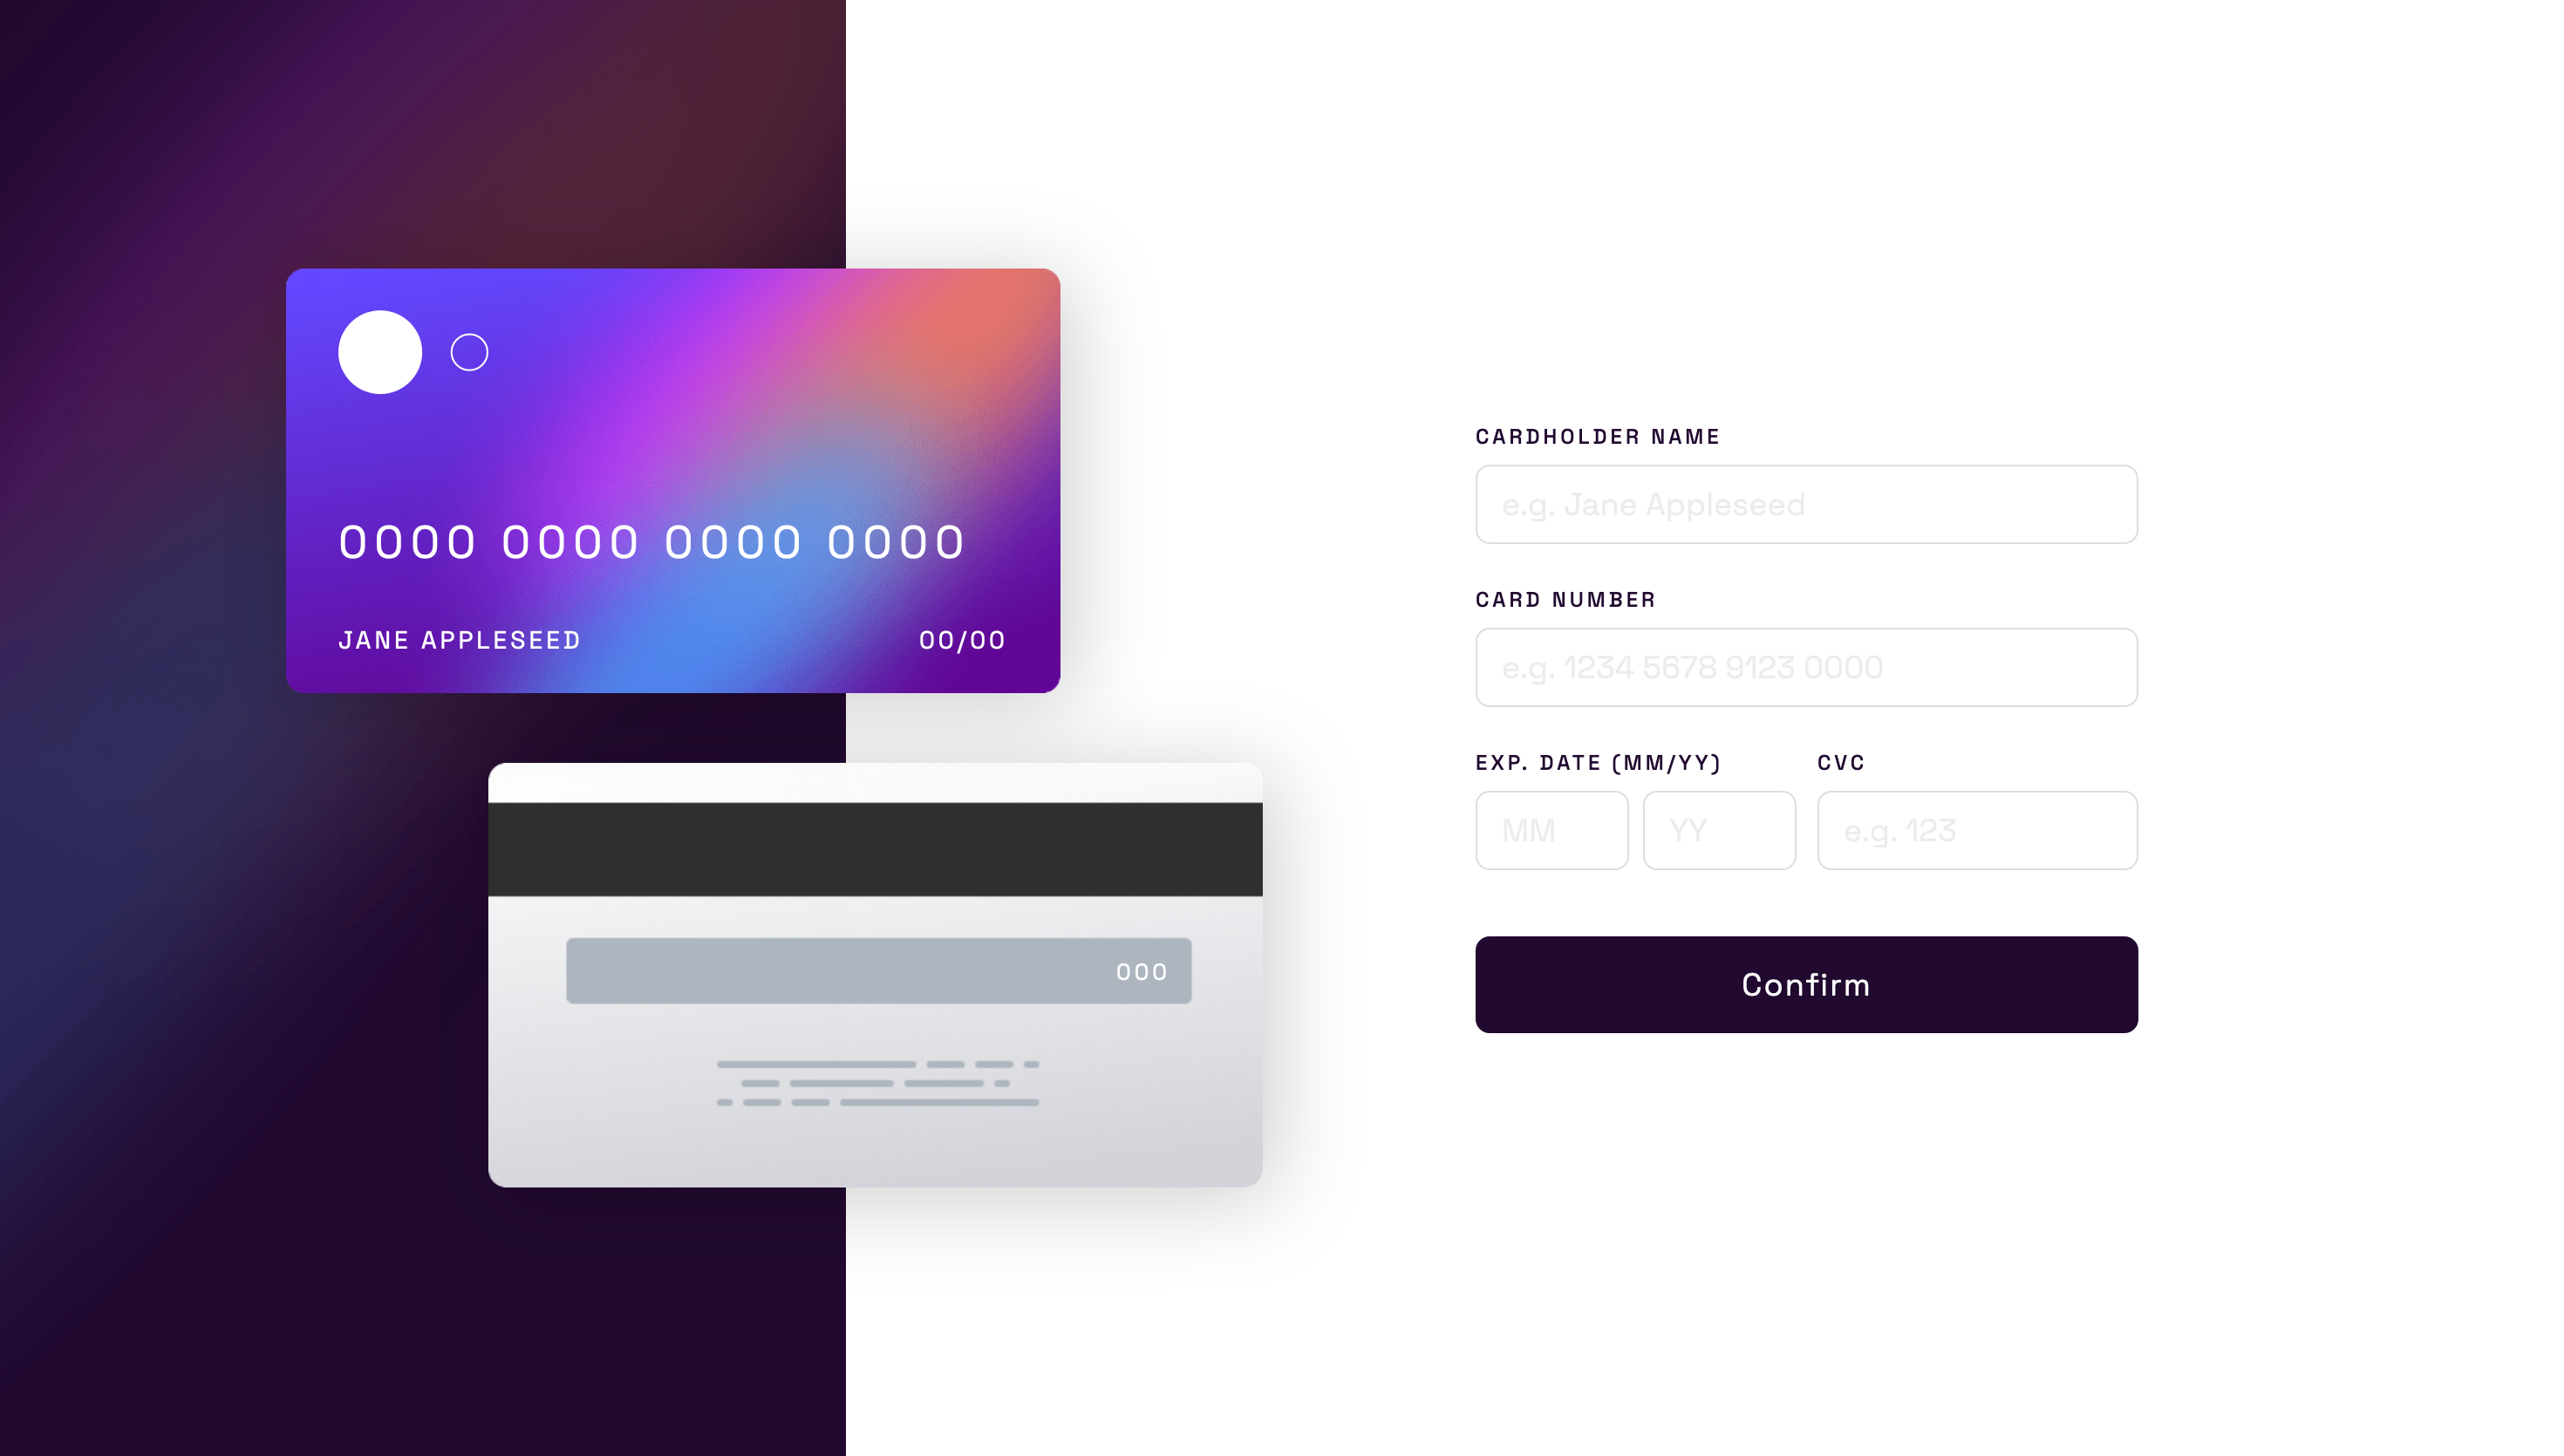 0000 0000 0000 0000
JANE APPLESEED
00/00
000
CARDHOLDER NAME
e.g. Jane Appleseed
CARD NUMBER
e.g. 1234 5678 9123 0000
EXP. DATE (MM/YY)
CVC
MM
YY
e.g. 123
Confirm